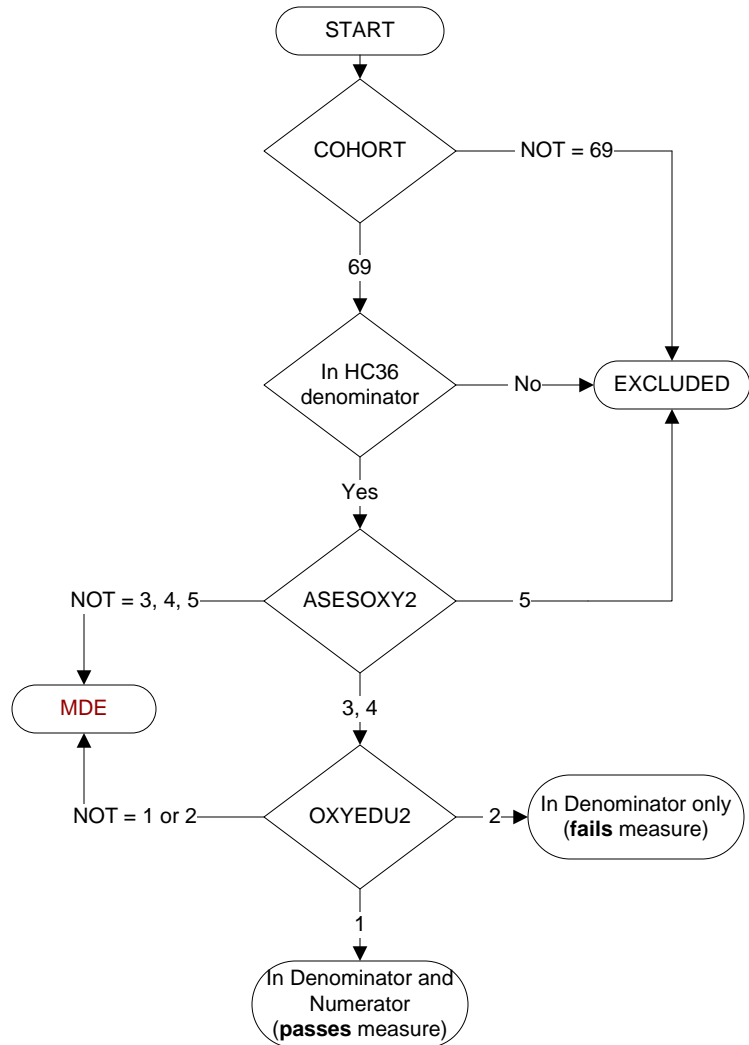 START
COHORT
NOT = 69
69
In HC36
denominator
No
EXCLUDED
Yes
NOT = 3, 4, 5
ASESOXY2
5
MDE
3, 4
NOT = 1 or 2
OXYEDU2
2
In Denominator only
(fails measure)
1
In Denominator and
Numerator
(passes measure)